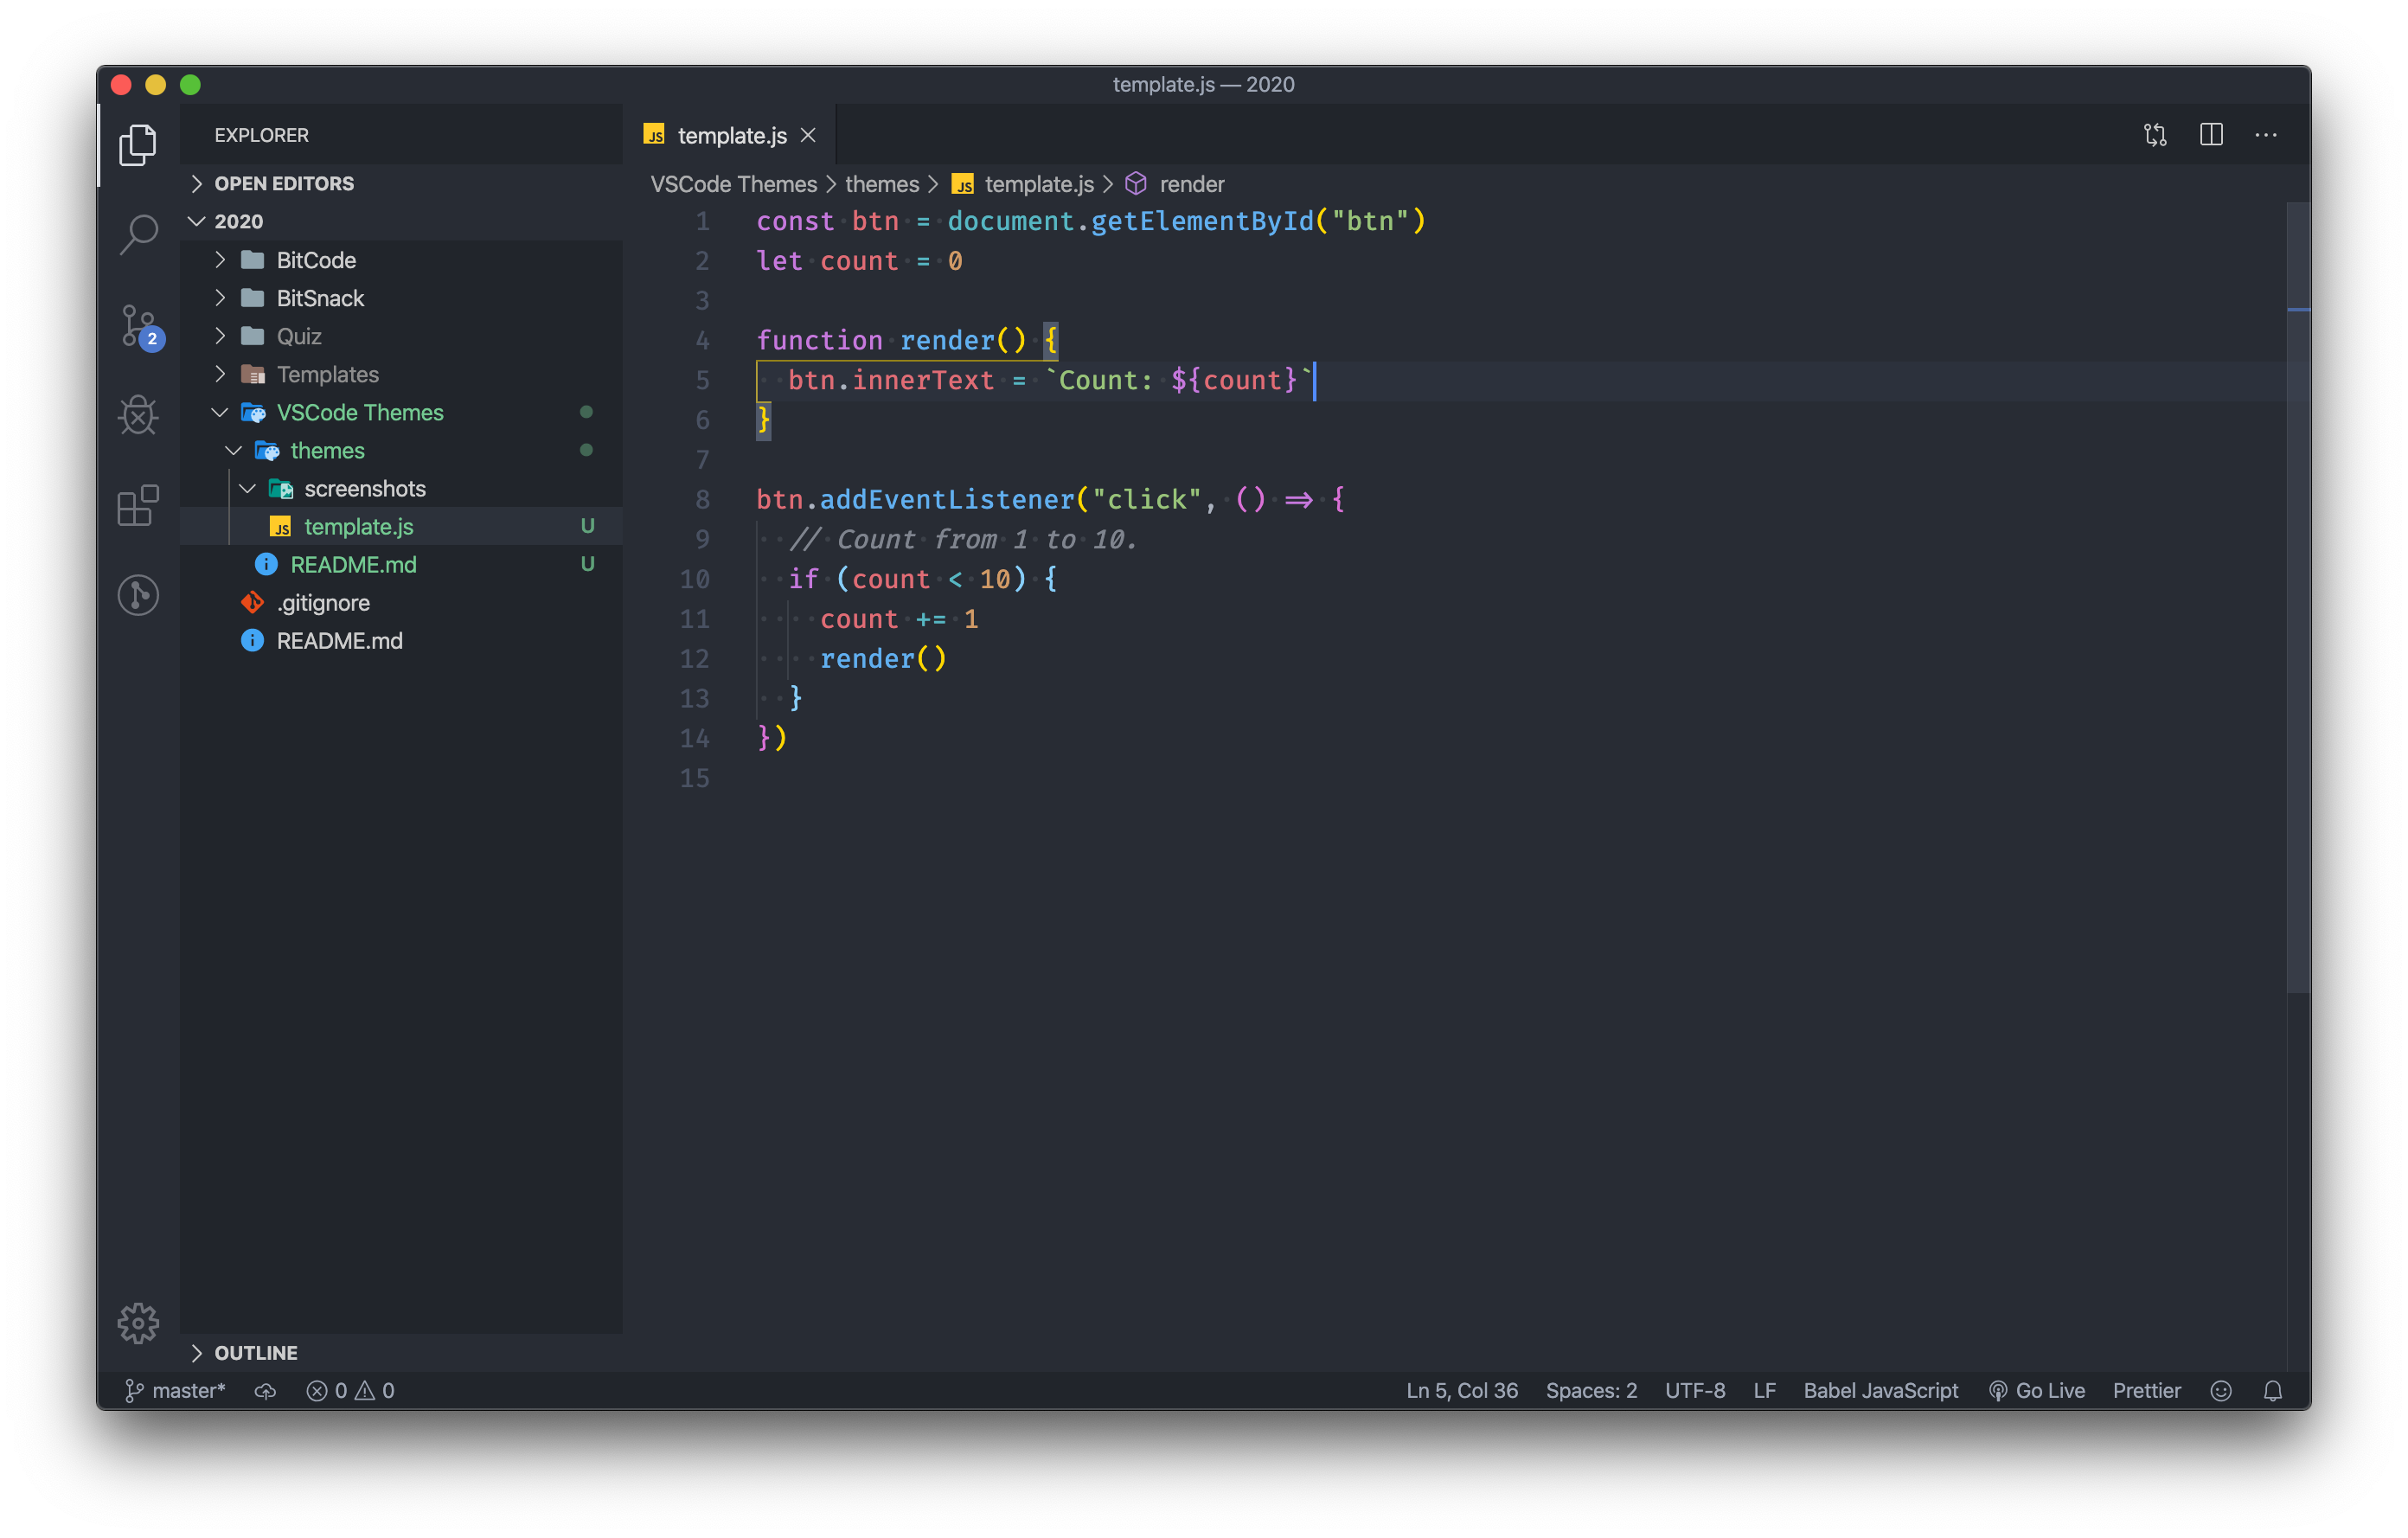 template.js — 2020
EXPLORER
OPEN EDITORS
2020
BitCode
BitSnack
Quiz
Templates
VSCode Themes
themes
screenshots
JS template.js U
README.md U
.gitignore
README.md
OUTLINE
2
JS template.js
VSCode Themes > themes > JS template.js > render
1 const btn = document.getElementById("btn")
2 let count = 0
3
4 function render() {
5   btn.innerText = `Count: ${count}`
6 }
7
8 btn.addEventListener("click", () => {
9   // Count from 1 to 10.
10   if (count < 10) {
11     count += 1
12     render()
13   }
14 })
15
master* 0 0 Ln 5, Col 36 Spaces: 2 UTF-8 LF Babel JavaScript Go Live Prettier